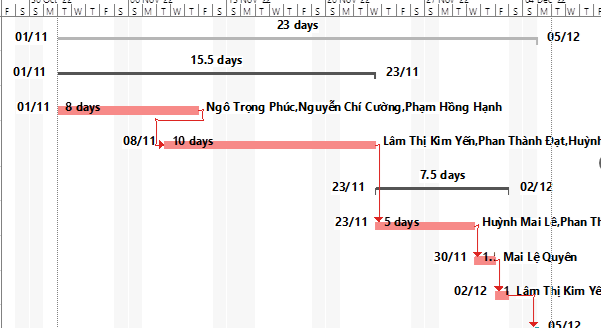 F S S M T W T F S S M T W T F S S M T W T F S S M T W T F S S M T W T F
23 days
01/11 05/12
15.5 days
01/11 23/11
01/11 8 days Ngô Trọng Phúc,Nguyễn Chí Cường,Phạm Hồng Hạnh
08/11 10 days Lâm Thị Kim Yến,Phan Thành Đạt,Huỳnh
7.5 days
23/11 02/12
23/11 5 days Huỳnh Mai Lê,Phan Th
30/11 1.. Mai Lệ Quyên
02/12 1 Lâm Thị Kim Yế
05/12